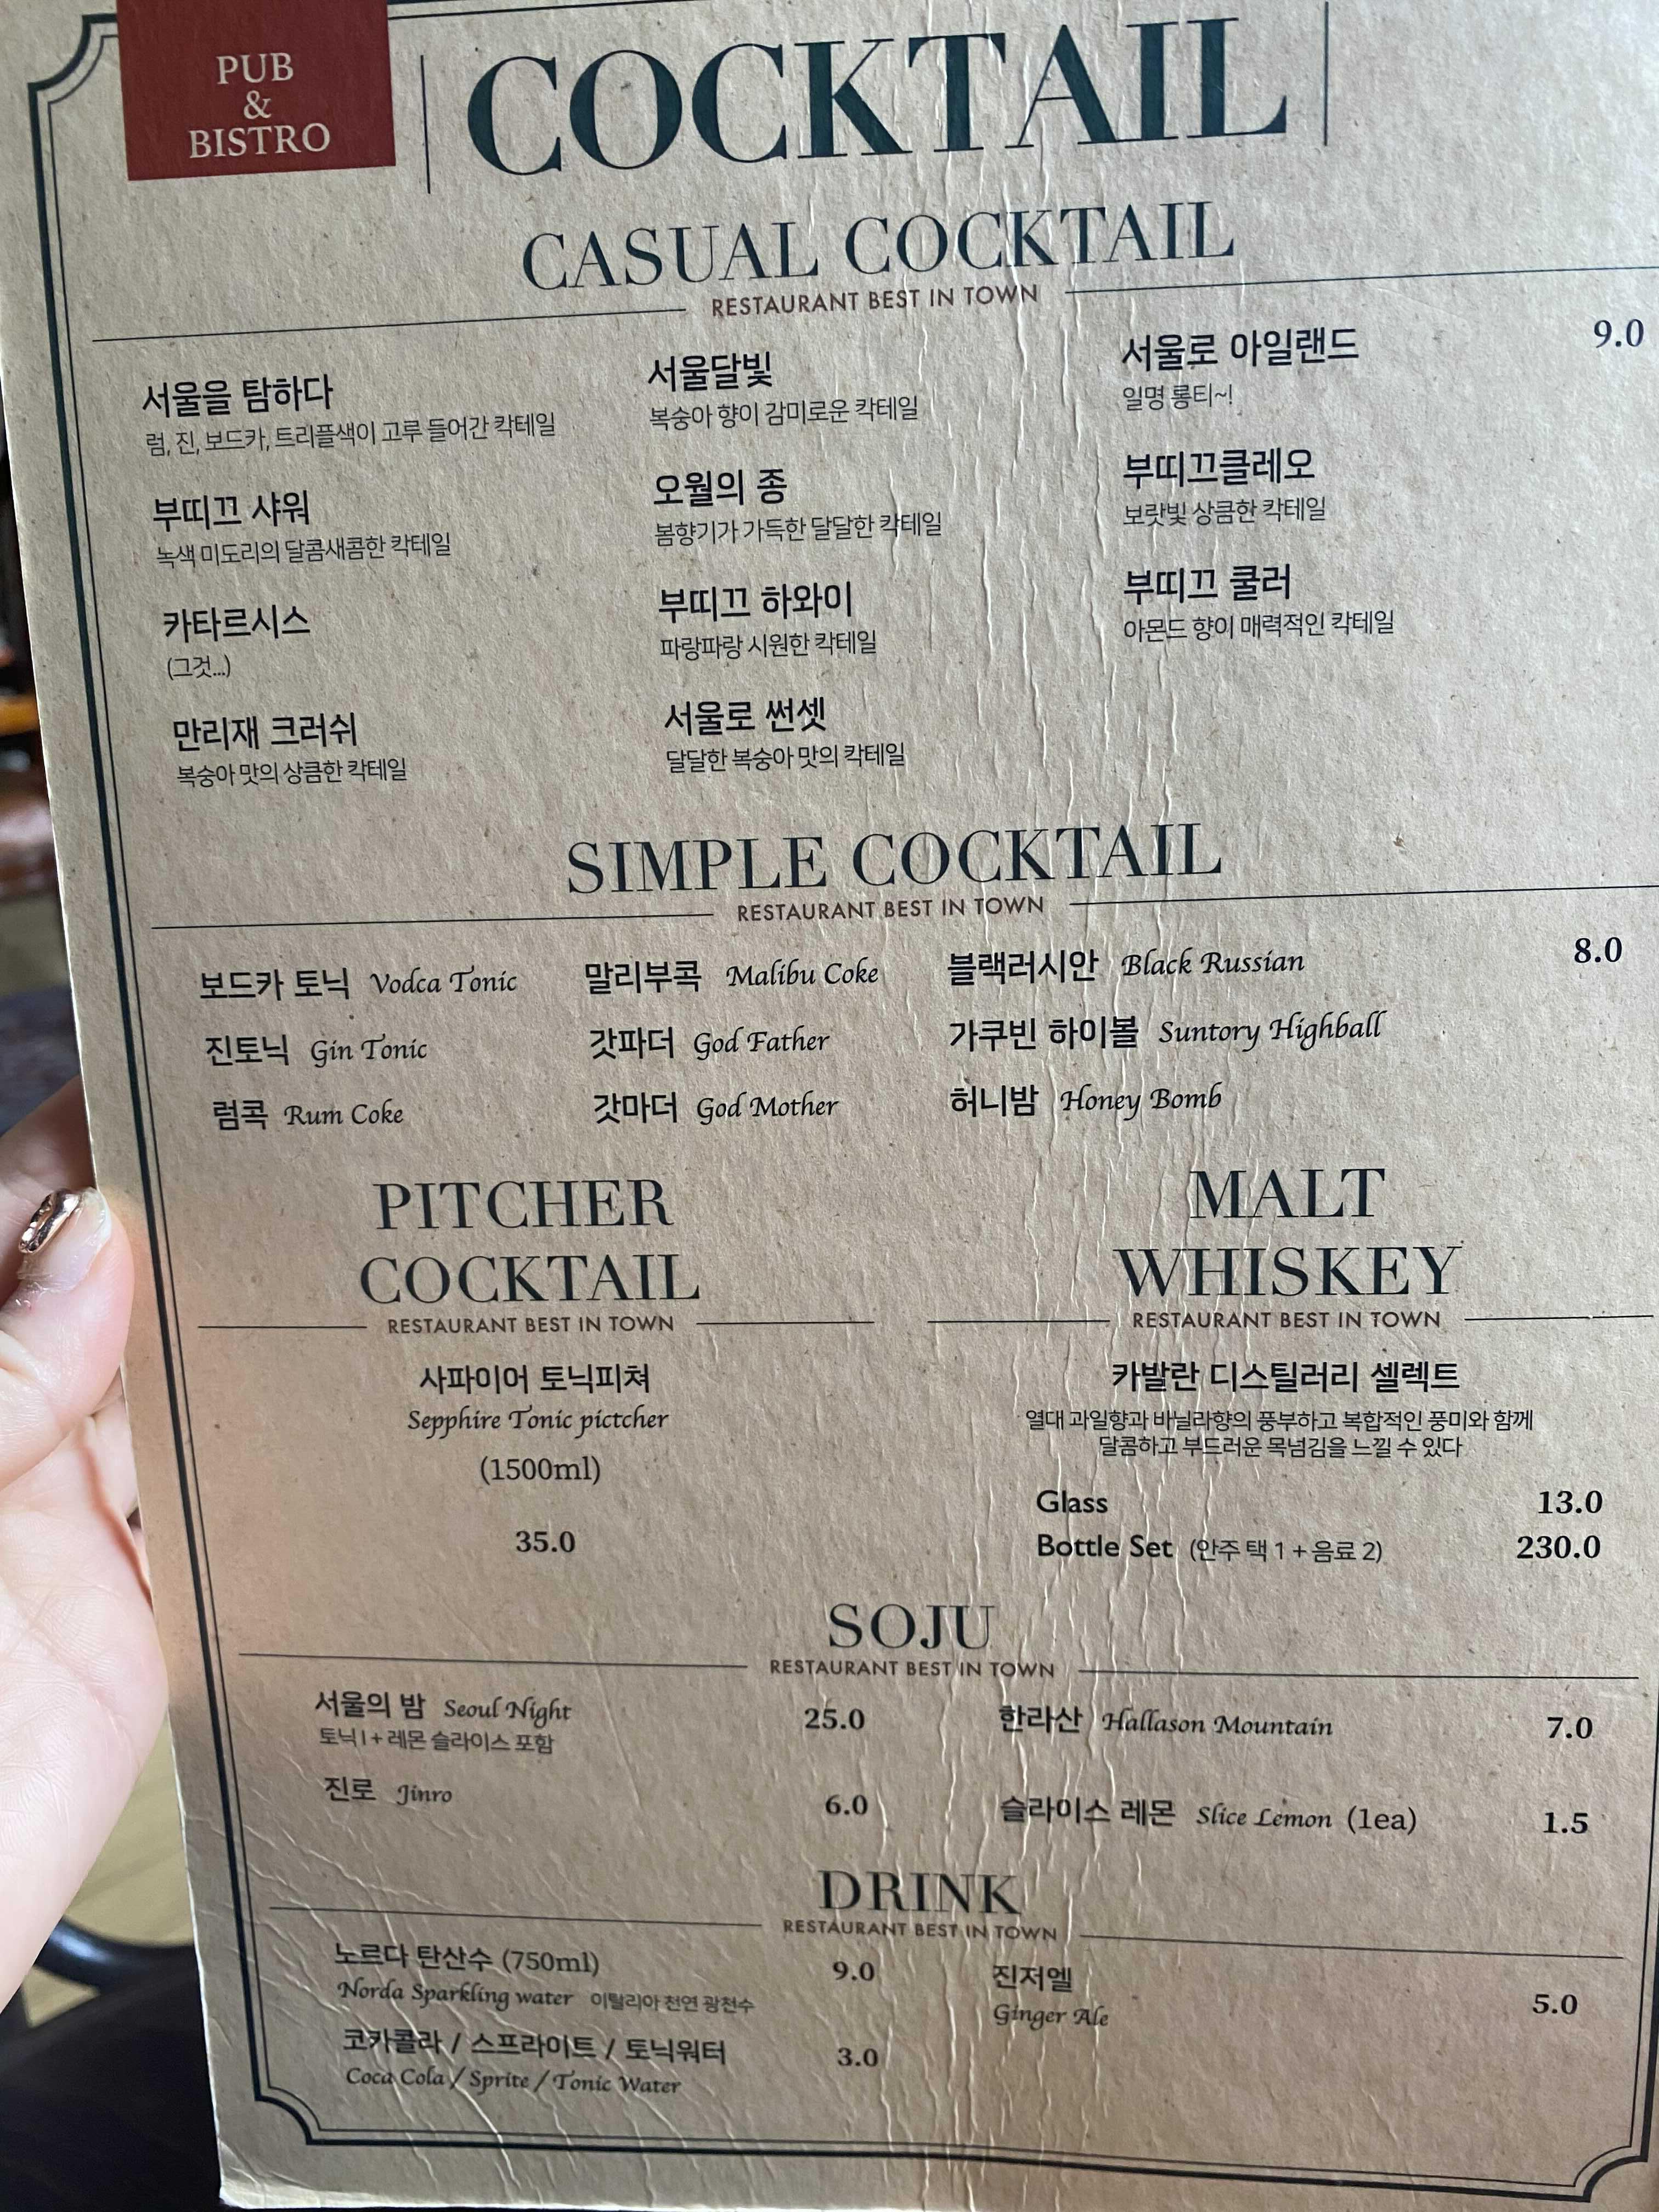 PUB
&
BISTRO
COCKTAIL
CASUAL COCKTAIL
RESTAURANT BEST IN TOWN
9.0
서울을 탐하다
럼, 진, 보드카, 트리플색이 고루 들어간 칵테일
부띠끄 샤워
녹색 미도리의 달콤새콤한 칵테일
카타르시스
(그것...)
만리재 크러쉬
복숭아 맛의 상큼한 칵테일
서울달빛
복숭아 향이 감미로운 칵테일
오월의 종
봄향기가 가득한 달달한 칵테일
부띠끄 하와이
파랑파랑 시원한 칵테일
서울로 썬셋
달달한 복숭아 맛의 칵테일
서울로 아일랜드
일명 롱티~!
부띠끄클레오
보랏빛 상큼한 칵테일
부띠끄 쿨러
아몬드 향이 매력적인 칵테일
SIMPLE COCKTAIL
RESTAURANT BEST IN TOWN
8.0
보드카 토닉 Vodca Tonic
진토닉 Gin Tonic
럼콕 Rum Coke
말리부콕 Malibu Coke
갓파더 God Father
갓마더 God Mother
블랙러시안 Black Russian
가쿠빈 하이볼 Suntory Highball
허니밤 Honey Bomb
PITCHER
COCKTAIL
RESTAURANT BEST IN TOWN
사파이어 토닉피쳐
Sepphire Tonic pictcher
(1500ml)
35.0
MALT
WHISKEY
RESTAURANT BEST IN TOWN
카발란 디스틸러리 셀렉트
열대 과일향과 바닐라향의 풍부하고 복합적인 풍미와 함께
달콤하고 부드러운 목넘김을 느낄 수 있다
Glass 13.0
Bottle Set (안주 택 1 + 음료 2) 230.0
SOJU
RESTAURANT BEST IN TOWN
서울의 밤 Seoul Night 25.0
토닉 1 + 레몬 슬라이스 포함
진로 Jinro 6.0
한라산 Hallason Mountain 7.0
슬라이스 레몬 Slice Lemon (1ea) 1.5
DRINK
RESTAURANT BEST IN TOWN
노르다 탄산수 (750ml) 9.0
Norda Sparkling water 이탈리아 천연 광천수
코카콜라 / 스프라이트 / 토닉워터 3.0
Coca Cola / Sprite / Tonic Water
진저엘 5.0
Ginger Ale